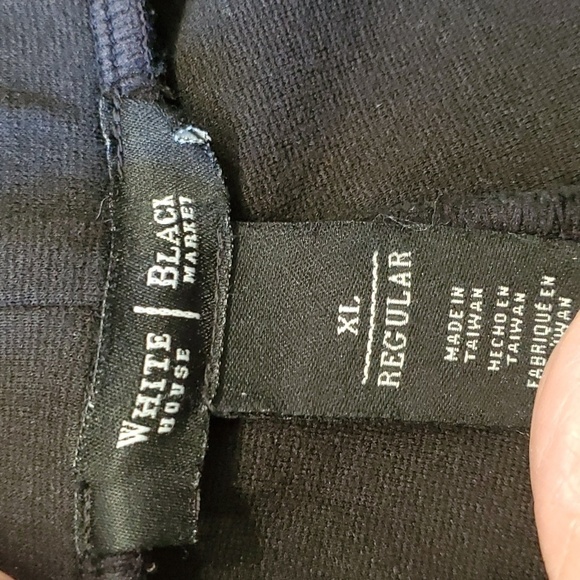 WHITE | BLACK
HOUSE | MARKET
XL
REGULAR
MADE IN
TAIWAN
HECHO EN
TAIWAN
FABRIQUÉ EN